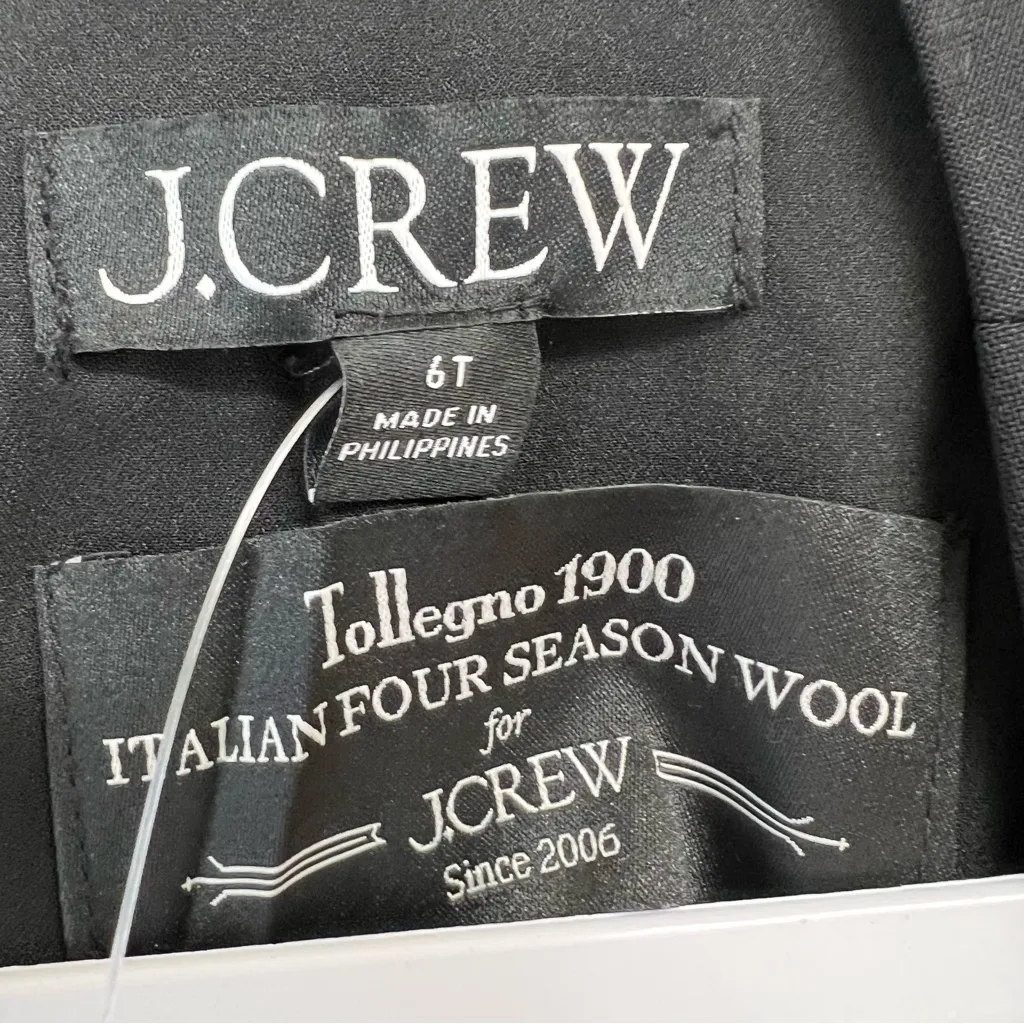 J.CREW
6T
MADE IN
PHILIPPINES
Tollegno 1900
ITALIAN FOUR SEASON WOOL
for
J.CREW
Since 2006